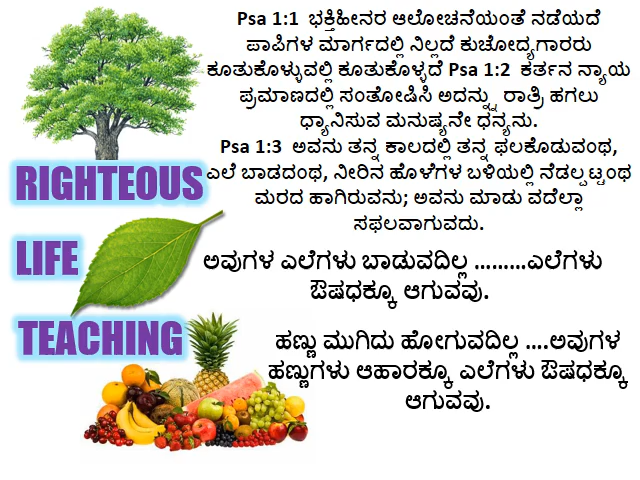 Psa 1:1 ಭಕ್ತಿಹೀನರ ಆಲೋಚನೆಯಂತೆ ನಡೆಯದೆ
ಪಾಪಿಗಳ ಮಾರ್ಗದಲ್ಲಿ ನಿಲ್ಲದೆ ಕುಚೋದ್ಯಗಾರರು
ಕೂತುಕೊಳ್ಳುವಲ್ಲಿ ಕೂತುಕೊಳ್ಳದೆ Psa 1:2 ಕರ್ತನ ನ್ಯಾಯ
ಪ್ರಮಾಣದಲ್ಲಿ ಸಂತೋಷಿಸಿ ಅದನ್ನು ರಾತ್ರಿ ಹಗಲು
ಧ್ಯಾನಿಸುವ ಮನುಷ್ಯನೇ ಧನ್ಯನು.
Psa 1:3 ಅವನು ತನ್ನ ಕಾಲದಲ್ಲಿ ತನ್ನ ಫಲಕೊಡುವಂಥ,
ಎಲೆ ಬಾಡದಂಥ, ನೀರಿನ ಹೊಳೆಗಳ ಬಳಿಯಲ್ಲಿ ನೆಡಲ್ಪಟ್ಟಂಥ
ಮರದ ಹಾಗಿರುವನು; ಅವನು ಮಾಡು ವದೆಲ್ಲಾ
ಸಫಲವಾಗುವದು.
RIGHTEOUS
LIFE
ಅವುಗಳ ಎಲೆಗಳು ಬಾಡುವದಿಲ್ಲ .........ಎಲೆಗಳು
ಔಷಧಕ್ಕೂ ಆಗುವವು.
TEACHING
ಹಣ್ಣು ಮುಗಿದು ಹೋಗುವದಿಲ್ಲ ....ಅವುಗಳ
ಹಣ್ಣುಗಳು ಆಹಾರಕ್ಕೂ ಎಲೆಗಳು ಔಷಧಕ್ಕೂ
ಆಗುವವು.